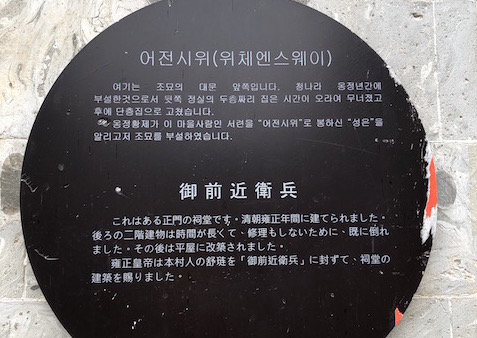 어전시위(위체엔스웨이)
여기는 조묘의 대문 앞쪽입니다. 청나라 옹정년간에
부설한것으로서 뒷쪽 정실의 두층짜리 집은 시간이 오라여 무너졌고
후에 단층집으로 고쳤습니다.
옹정황제가 이 마을사람인 서련을 "어전시위"로 봉하신 "성은"을
알리고저 조묘를 부설하였습니다.
御前近衛兵
これはある正門の祠堂です。清朝雍正年間に建てられました。
後ろの二階建物は時間が長くて、修理もしないために、既に倒れ
ました。その後は平屋に改築されました。
雍正皇帝は本村人の舒璉を「御前近衛兵」に封ずて、祠堂の
建築を賜りました。